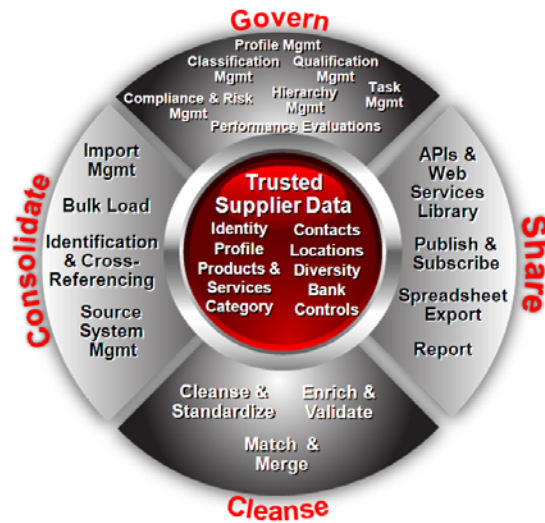 Govern
Profile Mgmt
Classification Mgmt
Qualification Mgmt
Compliance & Risk Mgmt
Hierarchy Mgmt
Task Mgmt
Performance Evaluations
Consolidate
Import
Mgmt
Bulk Load
Identification
& Cross-
Referencing
Source
System
Mgmt
Trusted
Supplier Data
Identity
Profile
Products &
Services
Category
Contacts
Locations
Diversity
Bank
Controls
Share
APIs &
Web
Services
Library
Publish &
Subscribe
Spreadsheet
Export
Report
Cleanse &
Standardize
Enrich &
Validate
Match &
Merge
Cleanse